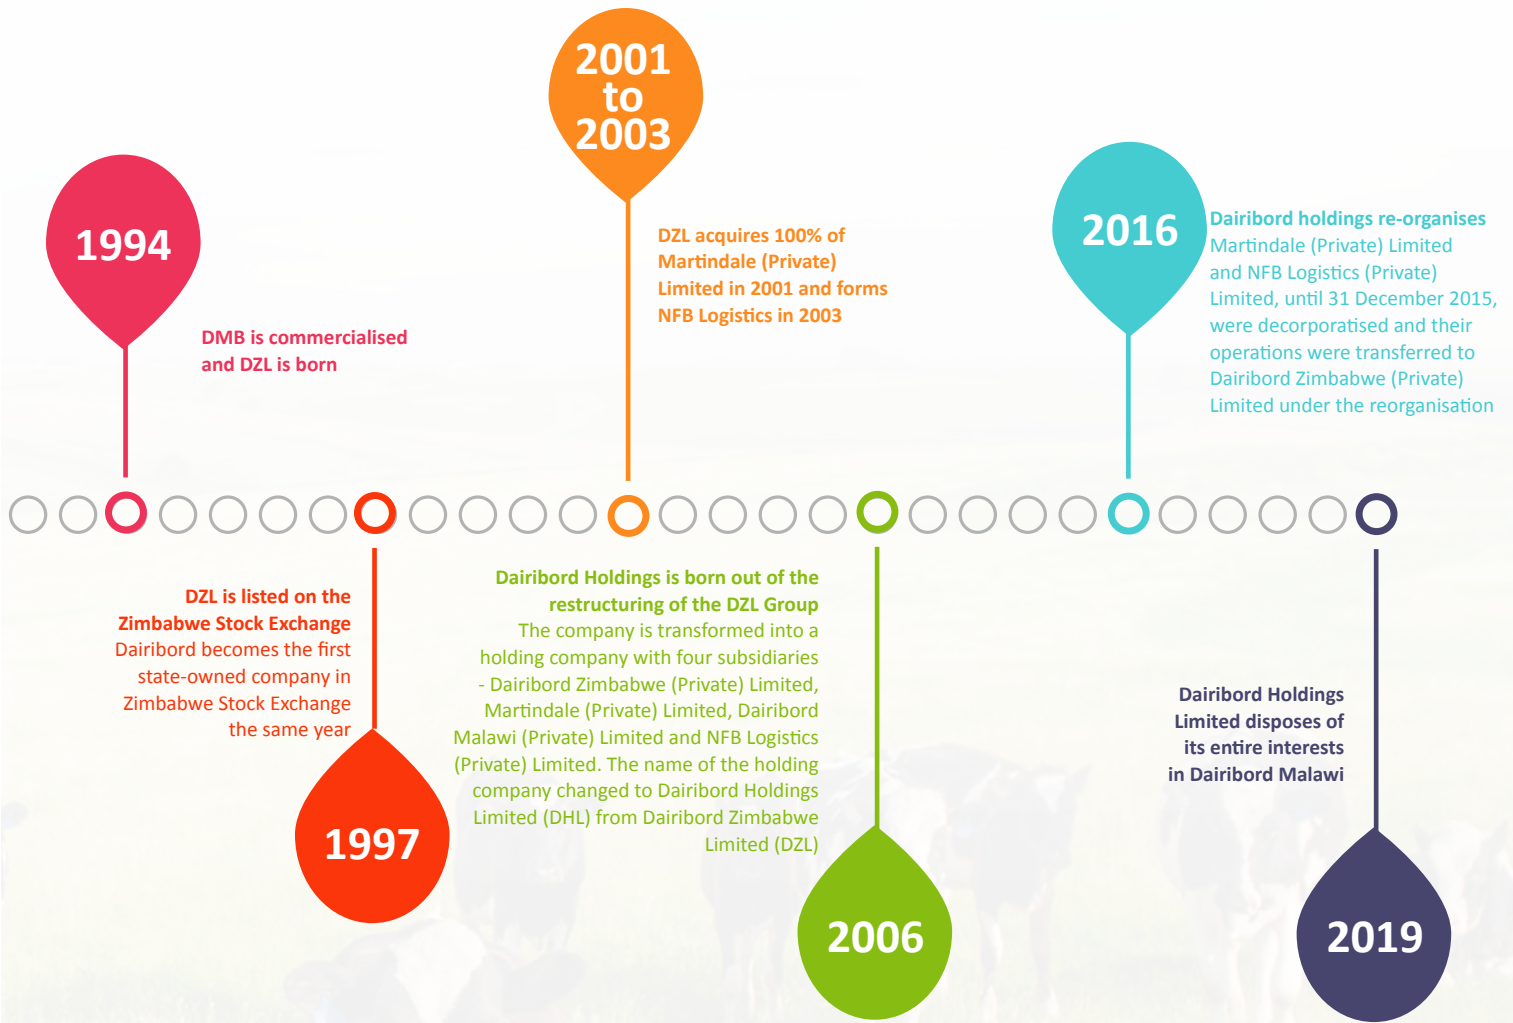 1994
DMB is commercialised
and DZL is born
DZL is listed on the
Zimbabwe Stock Exchange
Dairibord becomes the first
state-owned company in
Zimbabwe Stock Exchange
the same year
1997
2001
to
2003
DZL acquires 100% of
Martindale (Private)
Limited in 2001 and forms
NFB Logistics in 2003
Dairibord Holdings is born out of the
restructuring of the DZL Group
The company is transformed into a
holding company with four subsidiaries
- Dairibord Zimbabwe (Private) Limited,
Martindale (Private) Limited, Dairibord
Malawi (Private) Limited and NFB Logistics
(Private) Limited. The name of the holding
company changed to Dairibord Holdings
Limited (DHL) from Dairibord Zimbabwe
Limited (DZL)
2006
2016
Dairibord holdings re-organises
Martindale (Private) Limited
and NFB Logistics (Private)
Limited, until 31 December 2015,
were decorporatised and their
operations were transferred to
Dairibord Zimbabwe (Private)
Limited under the reorganisation
Dairibord Holdings
Limited disposes of
its entire interests
in Dairibord Malawi
2019